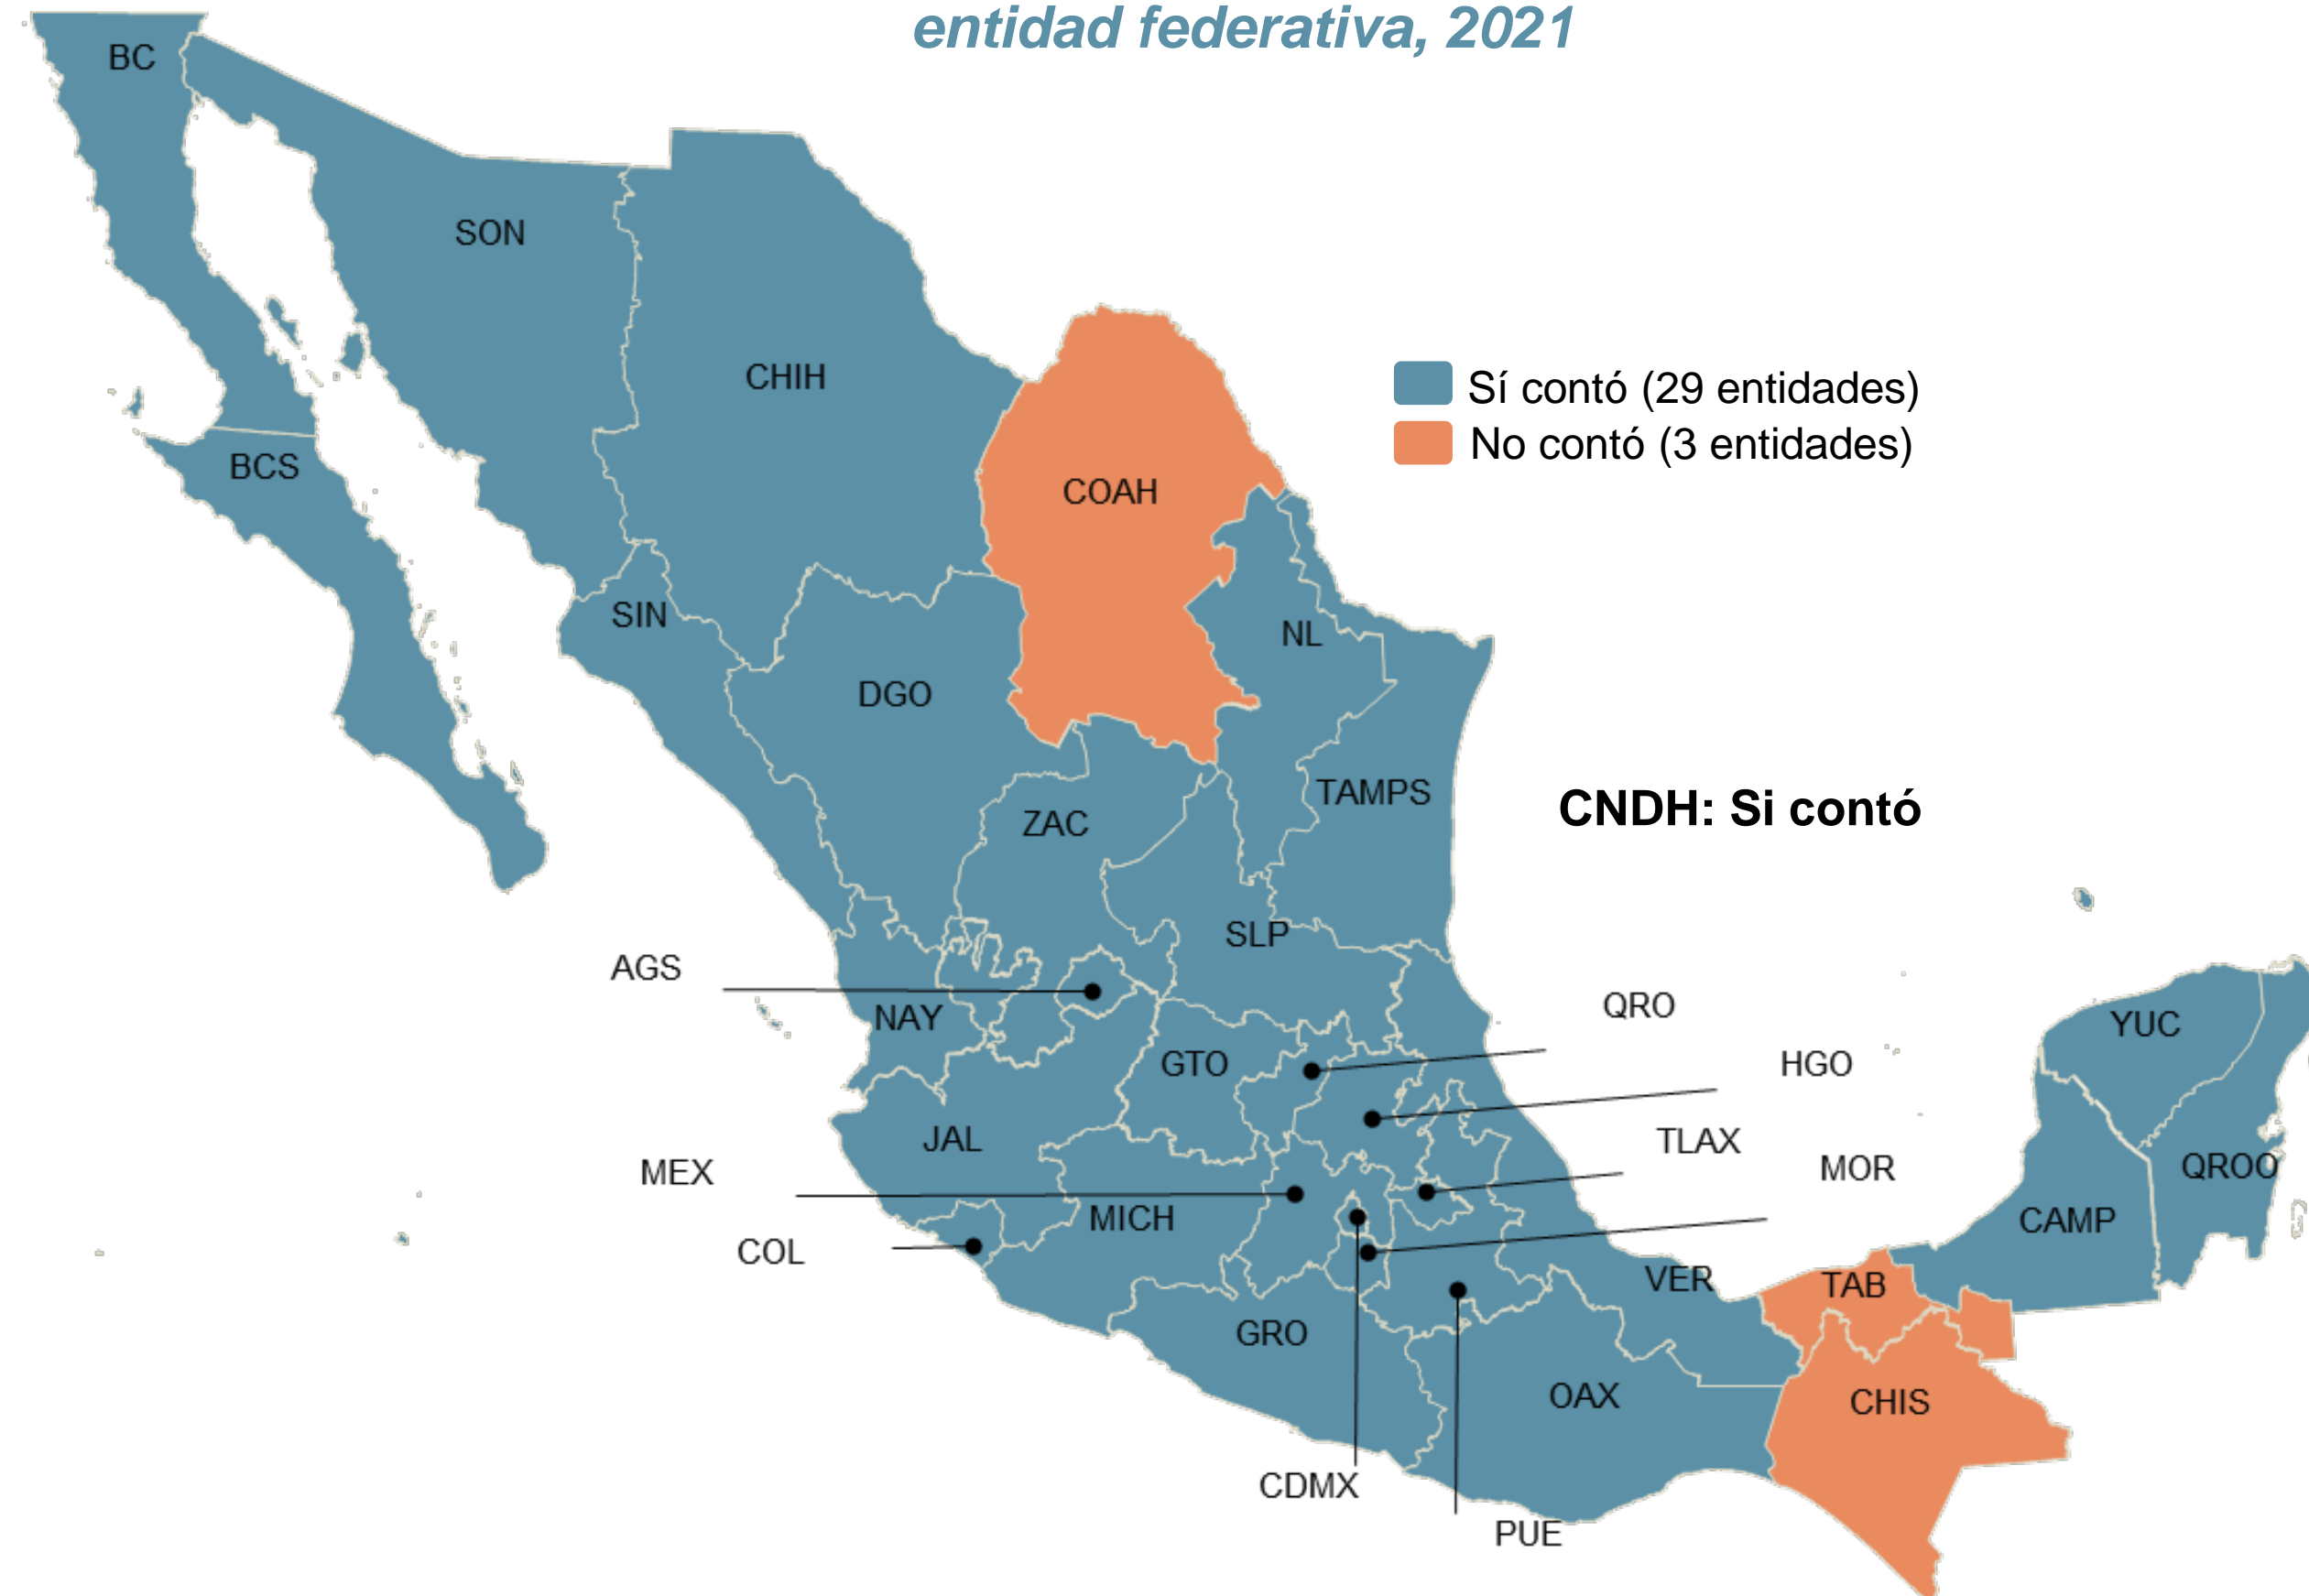 entidad federativa, 2021
BC
SON
CHIH
Sí contó (29 entidades)
No contó (3 entidades)
BCS
COAH
SIN
NL
DGO
TAMPS
CNDH: Si contó
ZAC
SLP
AGS
QRO
NAY
YUC
GTO
HGO
JAL
TLAX
MEX
MOR
QROO
MICH
CAMP
COL
VER
TAB
GRO
OAX
CHIS
CDMX
PUE